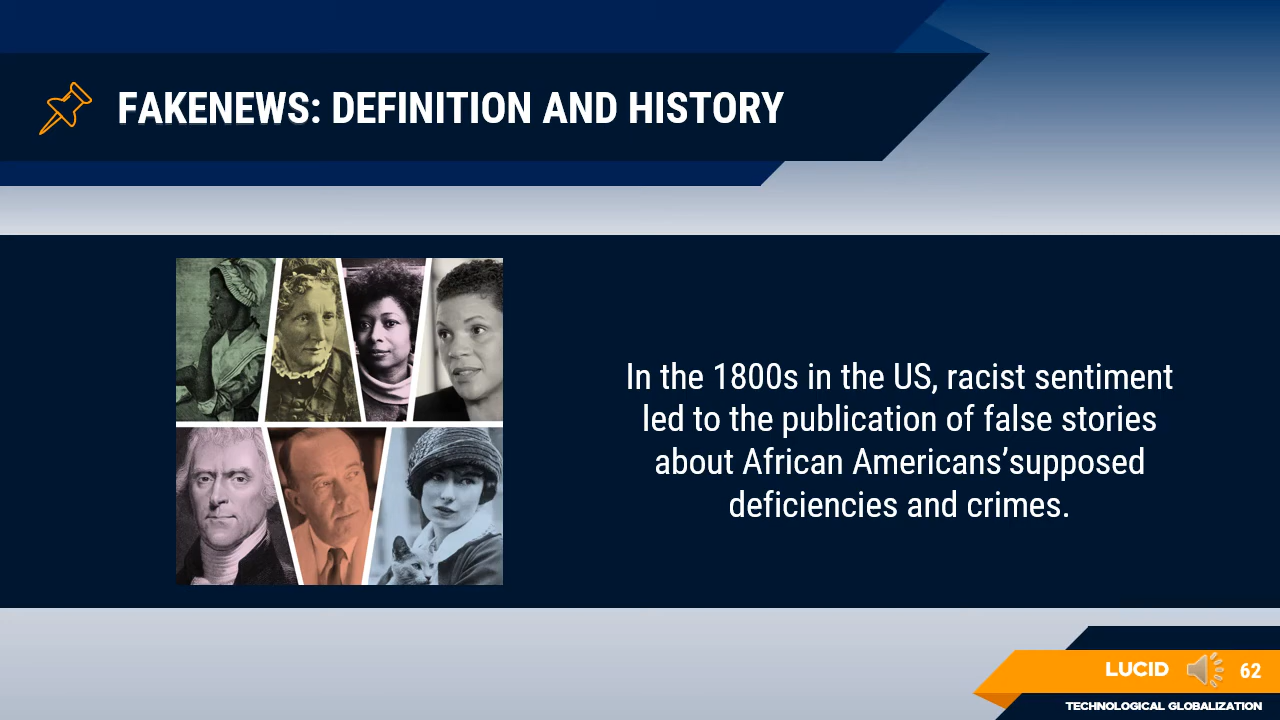 FAKENEWS: DEFINITION AND HISTORY
In the 1800s in the US, racist sentiment
led to the publication of false stories
about African Americans’supposed
deficiencies and crimes.
LUCID
62
TECHNOLOGICAL GLOBALIZATION